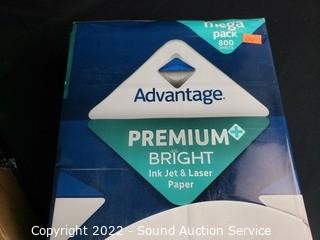 mega
pack
800
Advantage
PREMIUM+
BRIGHT
Ink Jet & Laser
Paper
Copyright 2022 - Sound Auction Service